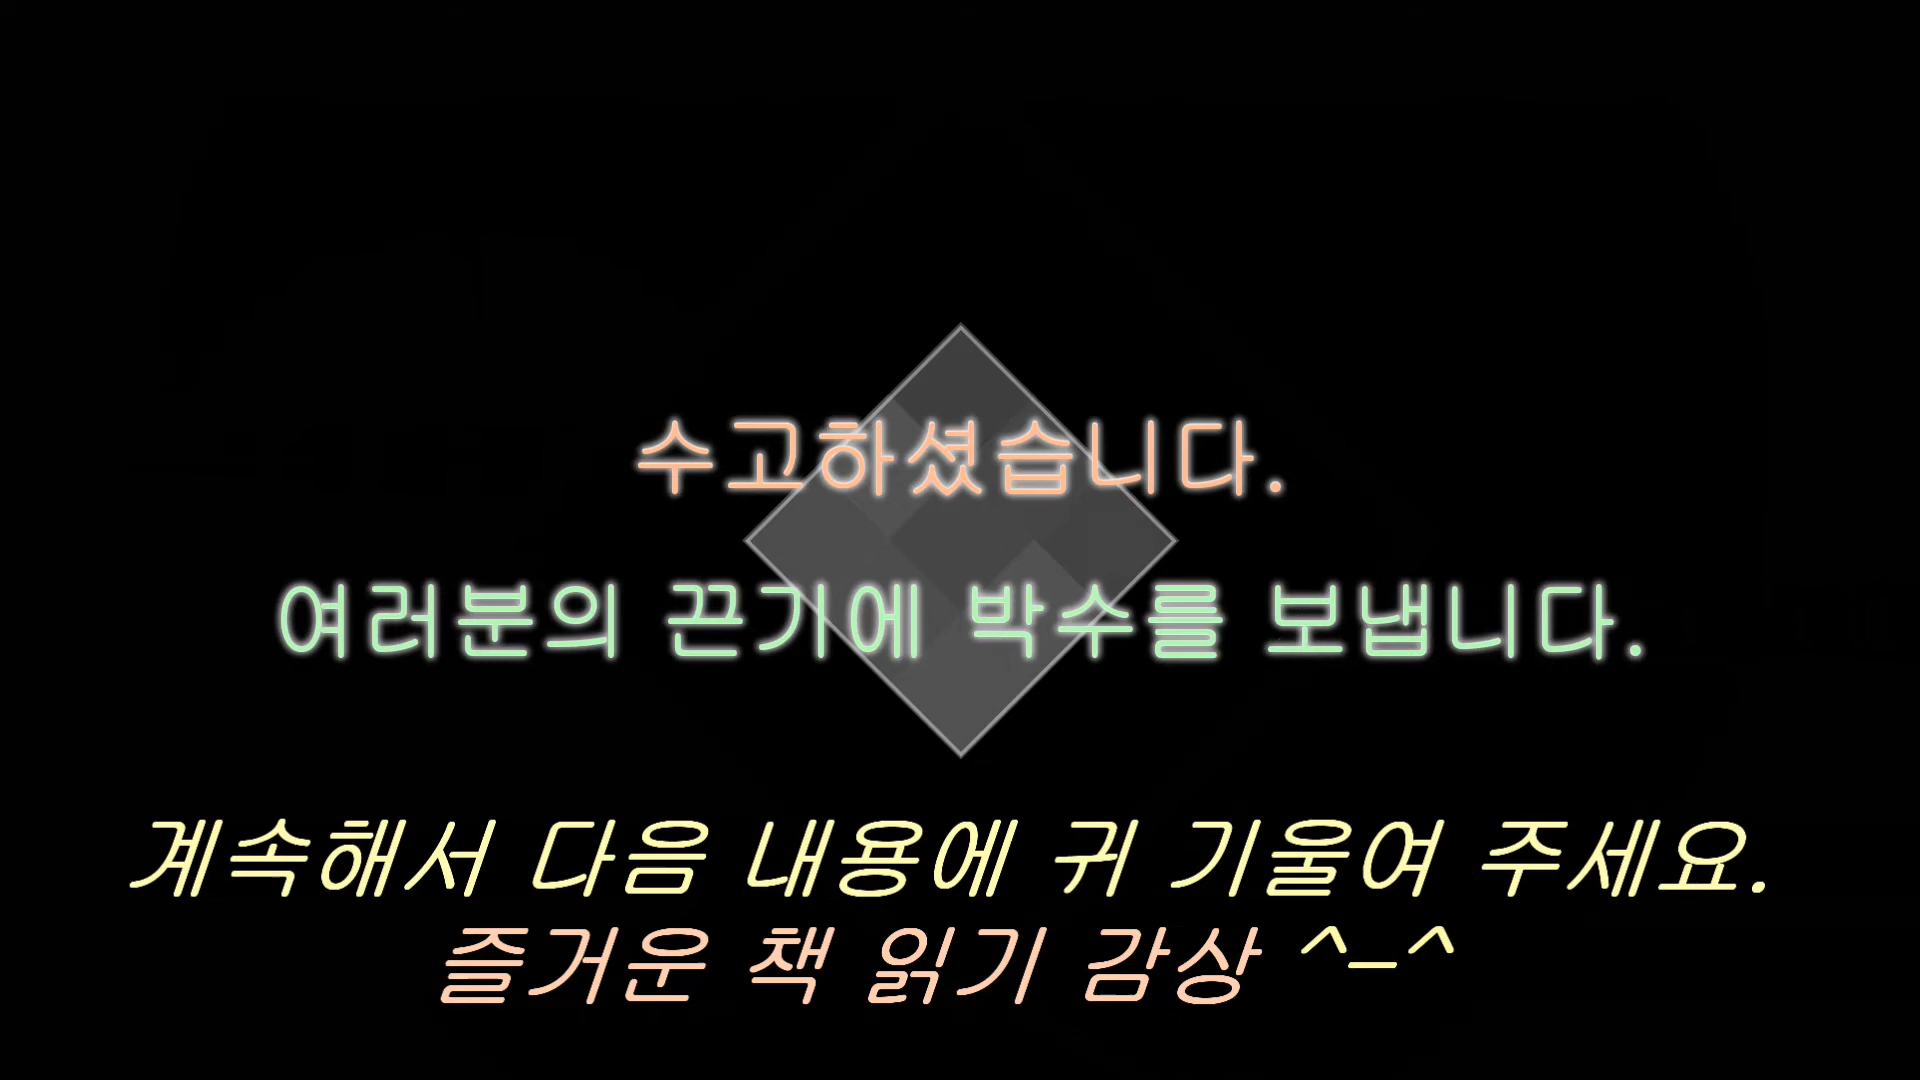 수고하셨습니다.
여러분의 끈기에 박수를 보냅니다.
계속해서 다음 내용에 귀 기울여 주세요.
즐거운 책 읽기 감상 ^_^